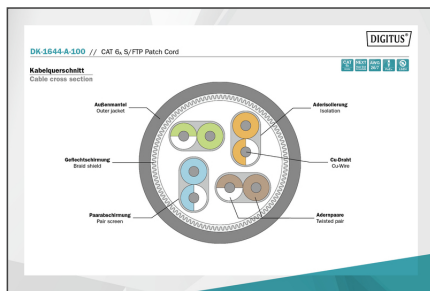 DIGITUS®
DK-1644-A-100 // CAT 6A S/FTP Patch Cord
Kabelquerschnitt
Cable cross section
Außenmantel
Outer jacket
Aderisolierung
Isolation
Geflechtschirmung
Braid shield
Cu-Draht
Cu-Wire
Paarabschirmung
Pair screen
Adernpaare
Twisted pair